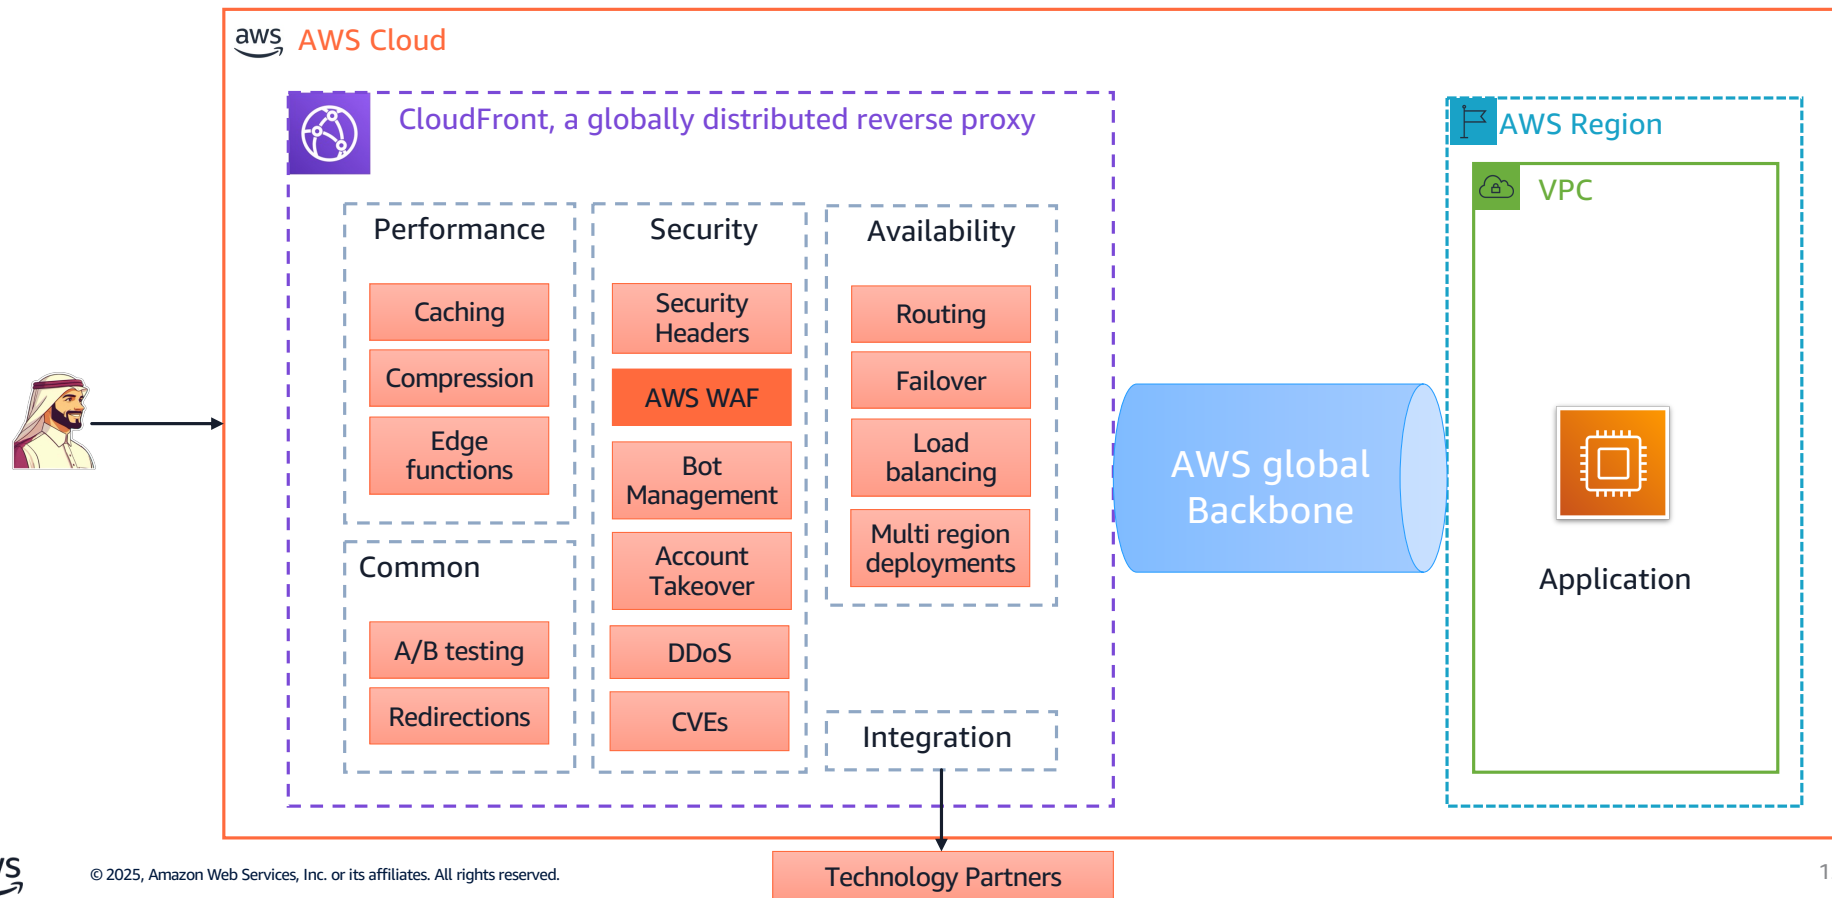 aws AWS Cloud
CloudFront, a globally distributed reverse proxy
Performance
Caching
Compression
Edge
functions
Common
A/B testing
Redirections
Security
Security
Headers
AWS WAF
Bot
Management
Account
Takeover
DDoS
CVEs
Availability
Routing
Failover
Load
balancing
Multi region
deployments
Integration
Technology Partners
AWS global
Backbone
AWS Region
VPC
Application
© 2025, Amazon Web Services, Inc. or its affiliates. All rights reserved.
1